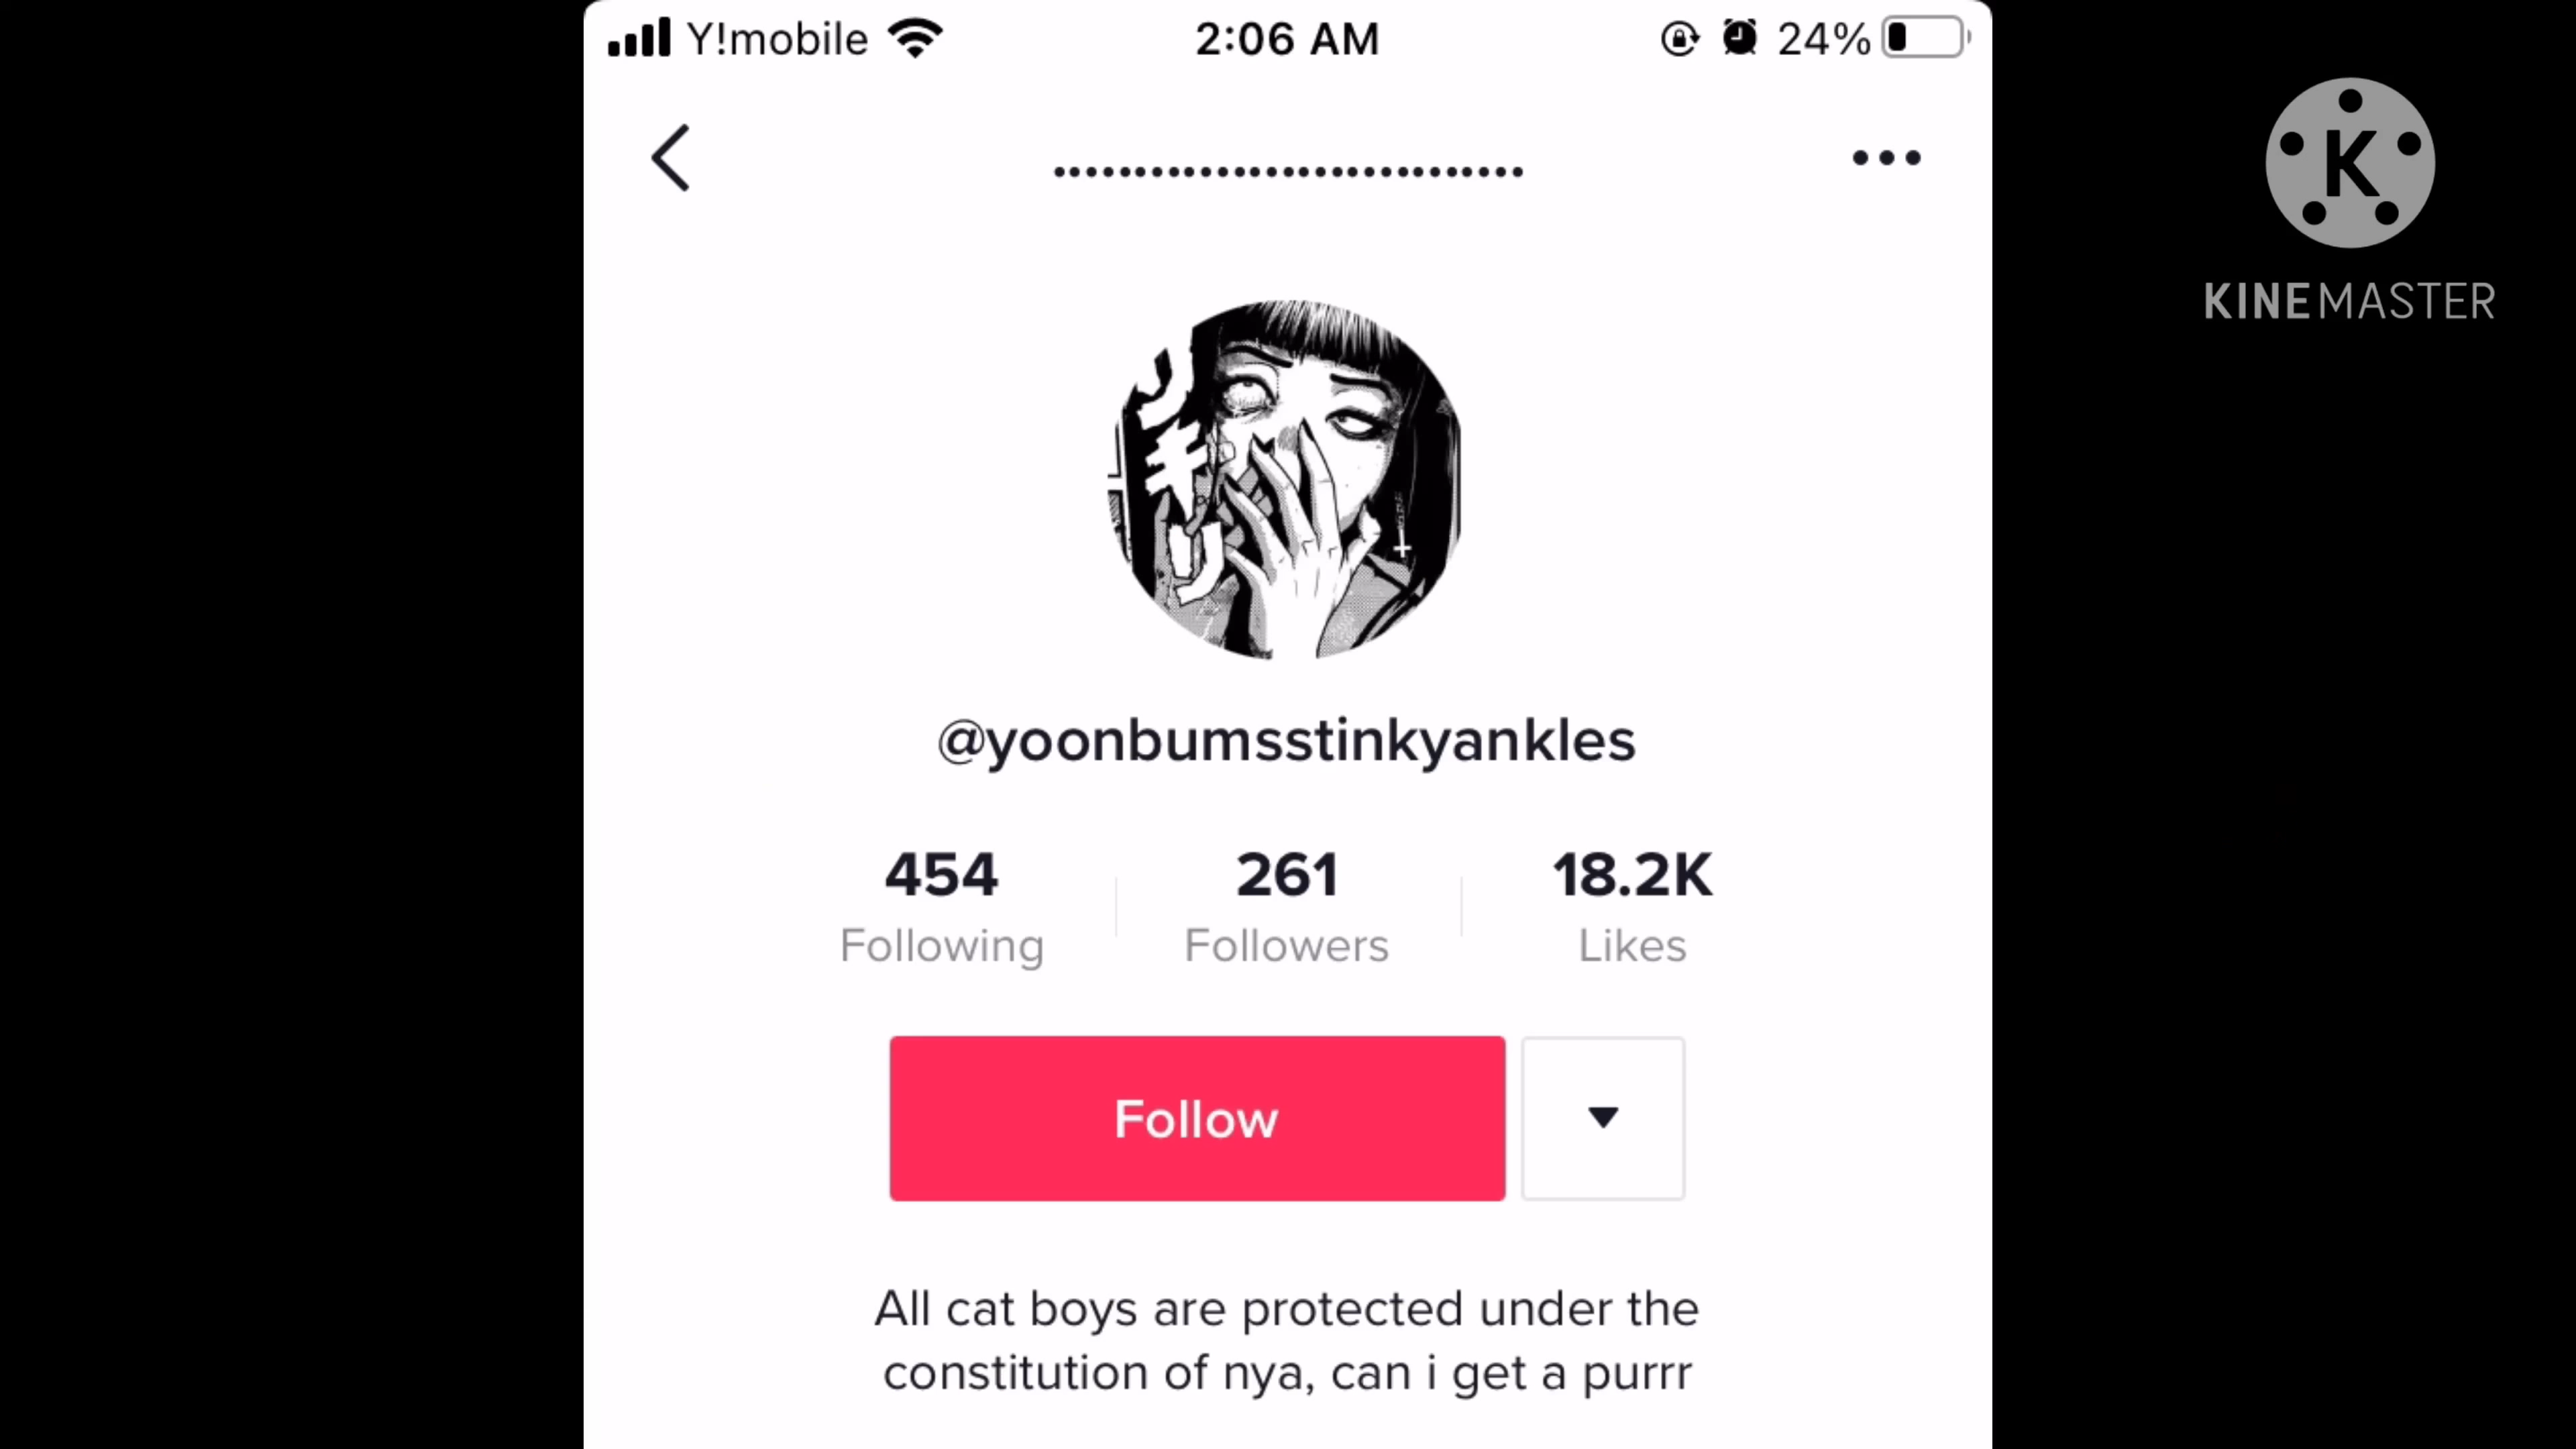 Y!mobile 2:06 AM 24%
.............................
@yoonbumsstinkyankles
454 261 18.2K
Following Followers Likes
Follow
All cat boys are protected under the
constitution of nya, can i get a purrr
K
KINEMASTER